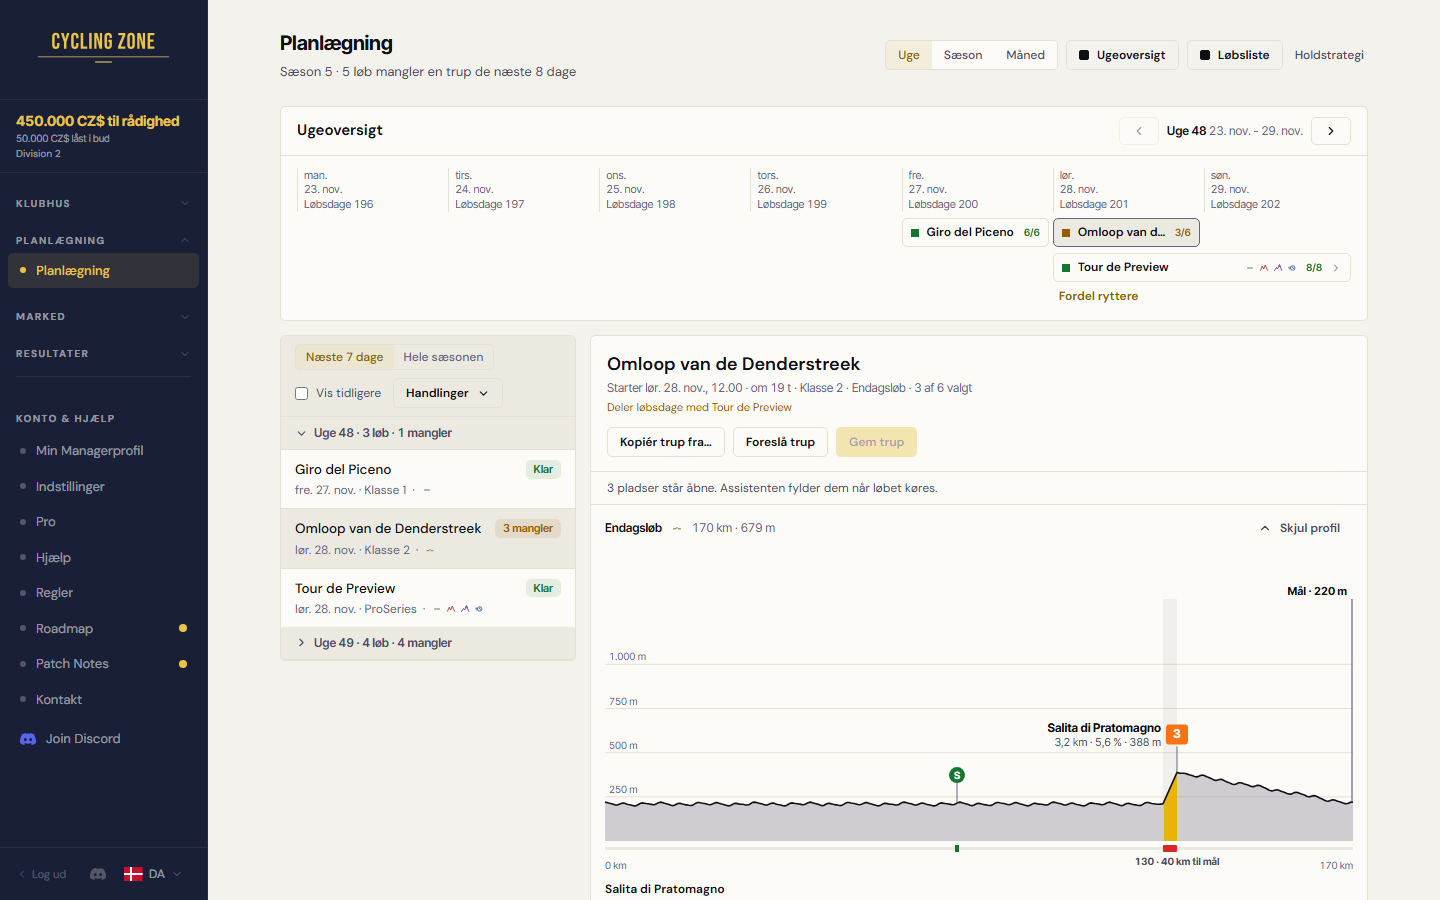 CYCLING ZONE
450.000 CZ$ til rådighed
50.000 CZ$ låst i bud
Division 2
KLUBHUS
PLANLÆGNING
Planlægning
MARKED
RESULTATER
KONTO & HJÆLP
Min Managerprofil
Indstillinger
Pro
Hjælp
Regler
Roadmap
Patch Notes
Kontakt
Join Discord
Log ud
DA
Planlægning
Sæson 5 · 5 løb mangler en trup de næste 8 dage
Uge Sæson Måned Ugeoversigt Løbsliste Holdstrategi
Ugeoversigt
Uge 48 23. nov. - 29. nov.
man.
23. nov.
Løbsdage 196
tirs.
24. nov.
Løbsdage 197
ons.
25. nov.
Løbsdage 198
tors.
26. nov.
Løbsdage 199
fre.
27. nov.
Løbsdage 200
lør.
28. nov.
Løbsdage 201
søn.
29. nov.
Løbsdage 202
Giro del Piceno 6/6
Omloop van d... 3/6
Tour de Preview 8/8
Fordel ryttere
Næste 7 dage Hele sæsonen
Vis tidligere Handlinger
Uge 48 · 3 løb · 1 mangler
Giro del Piceno Klar
fre. 27. nov. · Klasse 1 ·
Omloop van de Denderstreek 3 mangler
lør. 28. nov. · Klasse 2 ·
Tour de Preview Klar
lør. 28. nov. · ProSeries ·
Uge 49 · 4 løb · 4 mangler
Omloop van de Denderstreek
Starter lør. 28. nov., 12.00 · om 19 t · Klasse 2 · Endagsløb · 3 af 6 valgt
Deler løbsdage med Tour de Preview
Kopiér trup fra... Foreslå trup Gem trup
3 pladser står åbne. Assistenten fylder dem når løbet køres.
Endagsløb 170 km · 679 m Skjul profil
Mål · 220 m
1.000 m
750 m
500 m
250 m
Salita di Pratomagno 3
3,2 km · 5,6 % · 388 m
S
0 km
130 · 40 km til mål
170 km
Salita di Pratomagno